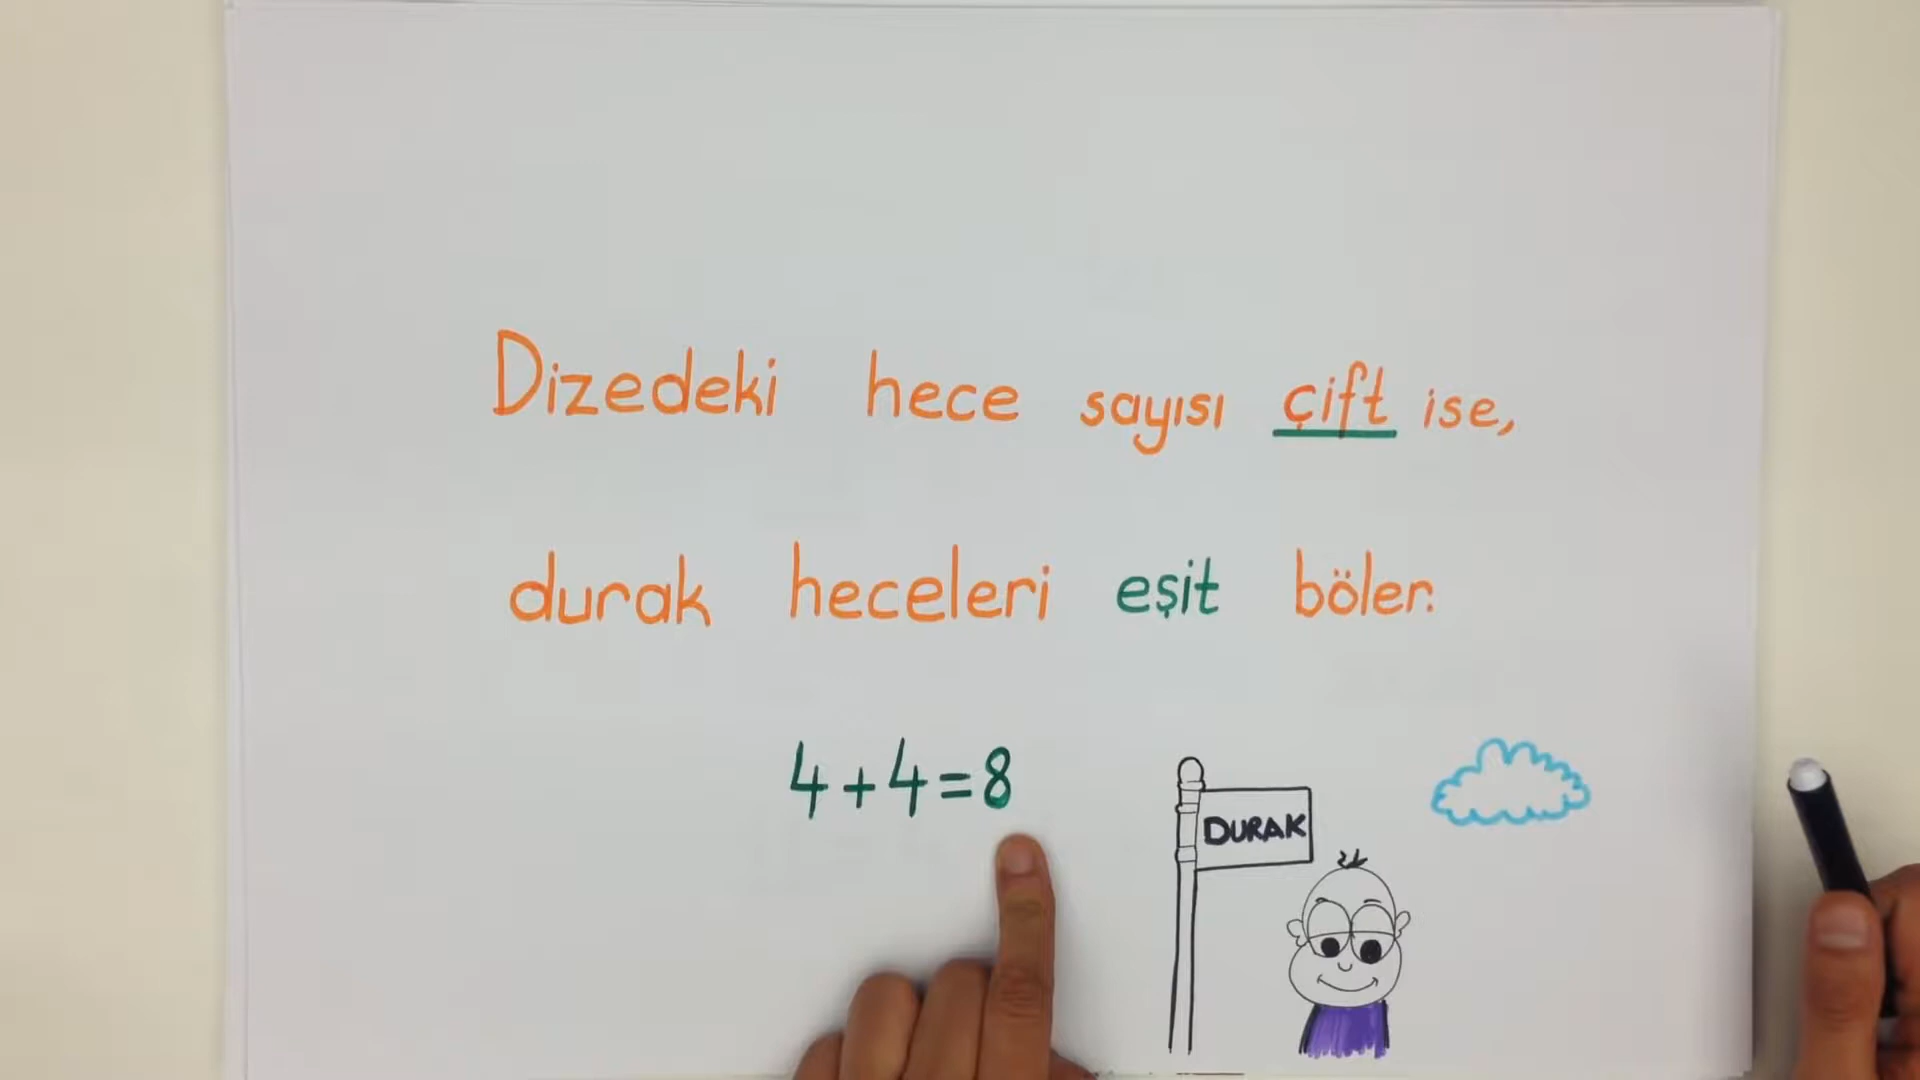 Dizedeki hece sayısı çift ise,
durak heceleri eşit böler.
4+4=8
DURAK